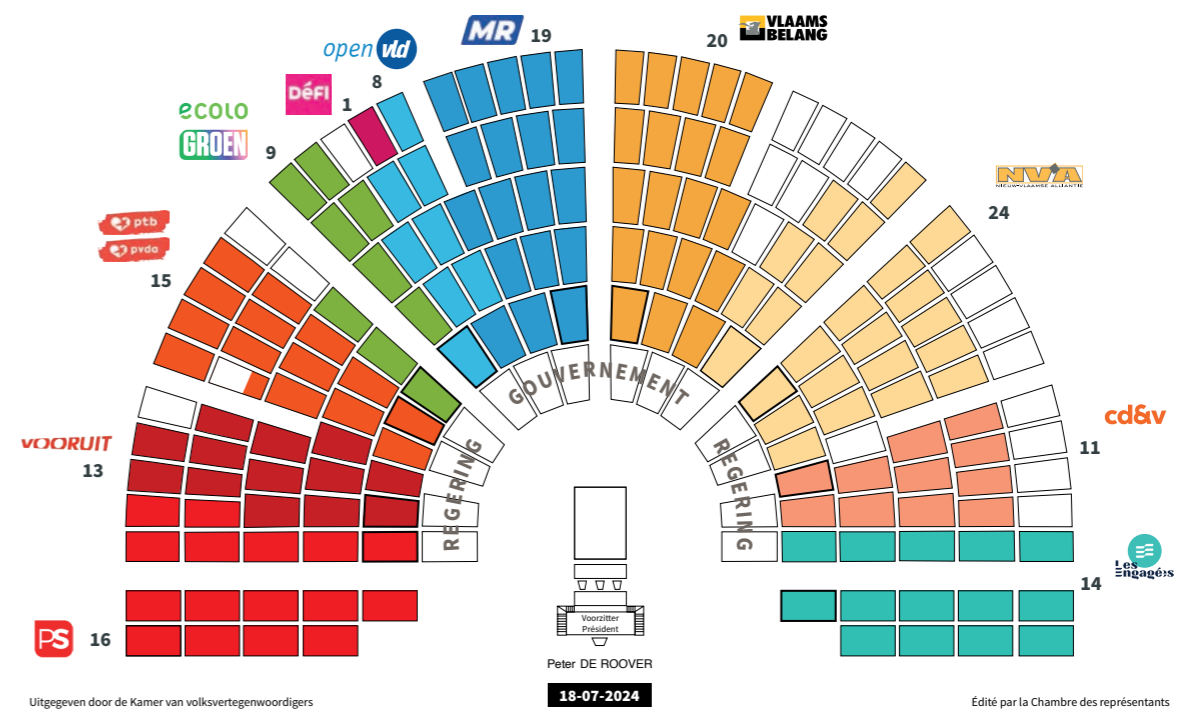 MR
19
20
VLAAMS
BELANG
open vld
8
DéFI
1
ecolo
GROEN
9
N-VA
NIEUW-VLAAMSE ALLIANTIE
24
ptb
pvda
15
GOUVERNEMENT
cd&v
11
VOORUIT
13
REGERING
REGERING
Les
Engagés
14
PS
16
Voorzitter
Président
Peter DE ROOVER
18-07-2024
Uitgegeven door de Kamer van volksvertegenwoordigers
Édité par la Chambre des représentants